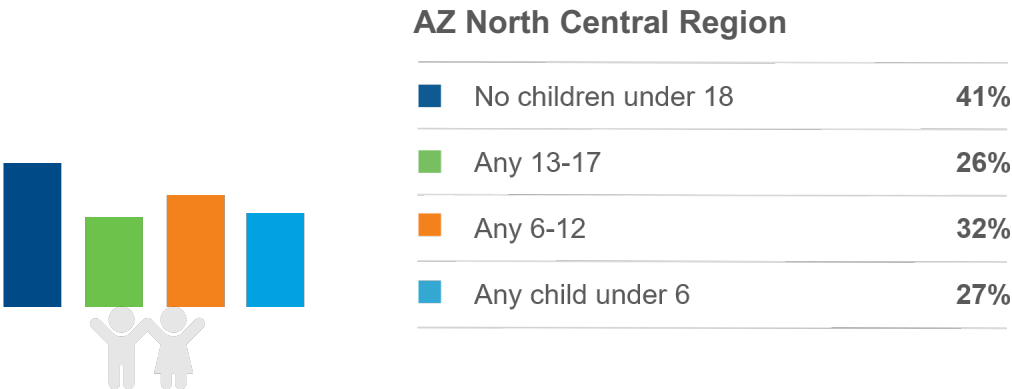 AZ North Central Region
No children under 18 41%
Any 13-17 26%
Any 6-12 32%
Any child under 6 27%